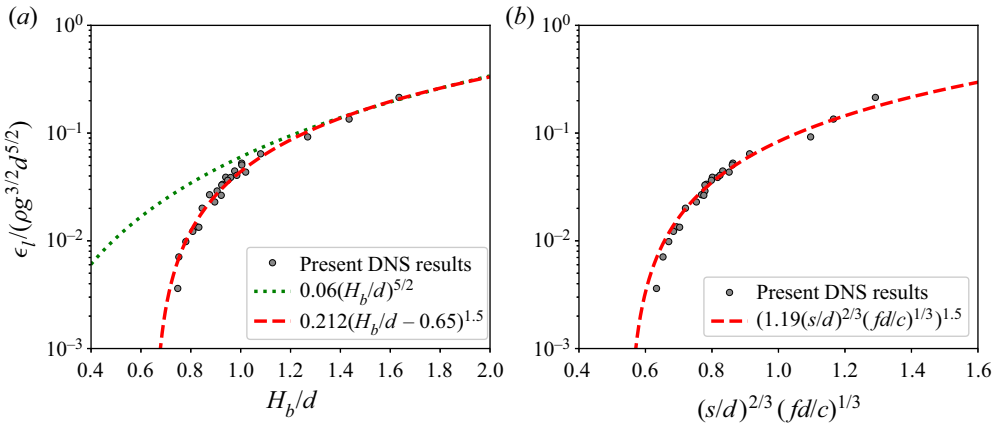 (a)
10⁰
10⁻¹
10⁻²
10⁻³
ϵ_l/(ρg^{3/2}d^{5/2})
Present DNS results
0.06(H_b/d)^{5/2}
0.212(H_b/d – 0.65)^{1.5}
0.4 0.6 0.8 1.0 1.2 1.4 1.6 1.8 2.0
H_b/d
(b)
10⁰
10⁻¹
10⁻²
10⁻³
Present DNS results
(1.19(s/d)^{2/3}(fd/c)^{1/3})^{1.5}
0.4 0.6 0.8 1.0 1.2 1.4 1.6
(s/d)^{2/3} (fd/c)^{1/3}